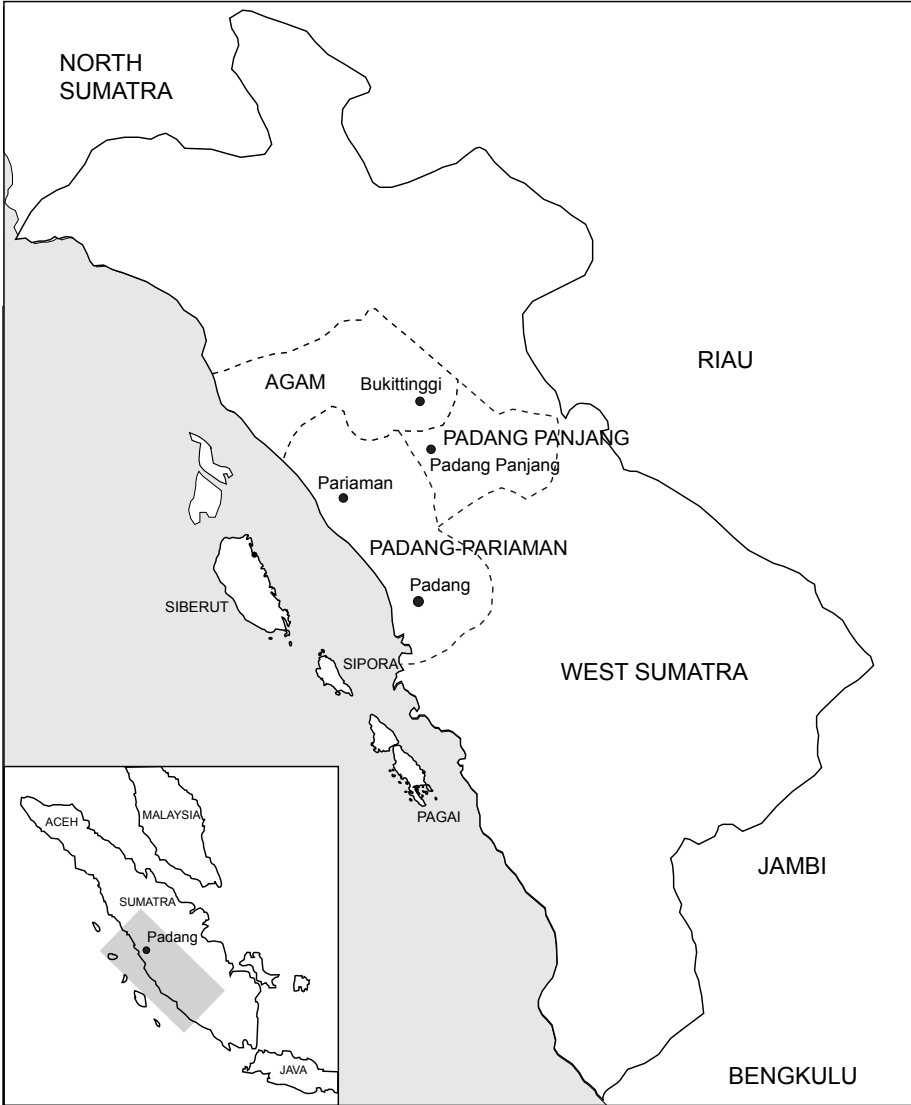 NORTH
SUMATRA
RIAU
AGAM
Bukittinggi
PADANG PANJANG
Padang Panjang
Pariaman
PADANG-PARIAMAN
Padang
SIBERUT
SIPORA
WEST SUMATRA
PAGAI
JAMBI
BENGKULU
ACEH
MALAYSIA
SUMATRA
Padang
JAVA